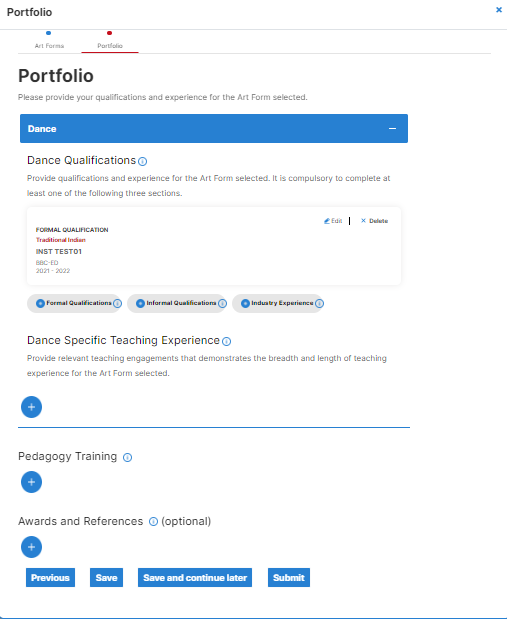 Portfolio
×
Art Forms
Portfolio
Portfolio
Please provide your qualifications and experience for the Art Form selected.
Dance
Dance Qualifications
Provide qualifications and experience for the Art Form selected. It is compulsory to complete at
least one of the following three sections.
Edit | × Delete
FORMAL QUALIFICATION
Traditional Indian
INST TEST01
BBC-ED
2021 - 2022
+ Formal Qualifications i + Informal Qualifications i + Industry Experience i
Dance Specific Teaching Experience i
Provide relevant teaching engagements that demonstrates the breadth and length of teaching
experience for the Art Form selected.
+
Pedagogy Training i
+
Awards and References i (optional)
+
Previous Save Save and continue later Submit